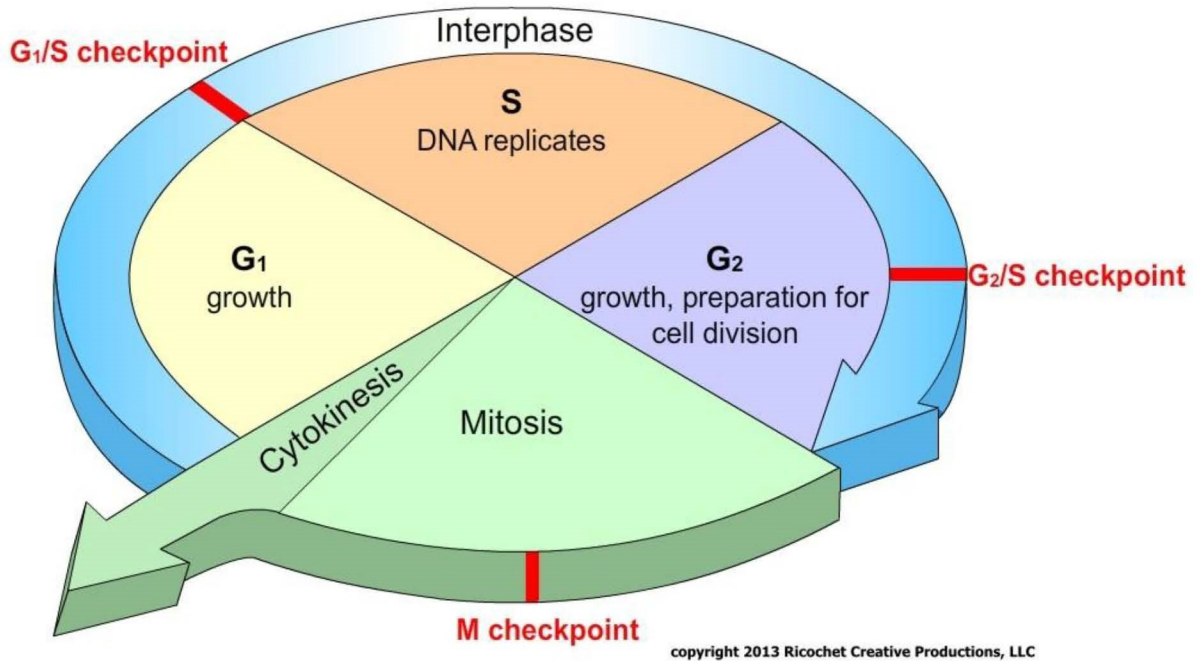 Interphase
G₁/S checkpoint
S
DNA replicates
G₁
growth
G₂
growth, preparation for
cell division
G₂/S checkpoint
Cytokinesis
Mitosis
M checkpoint
copyright 2013 Ricochet Creative Productions, LLC